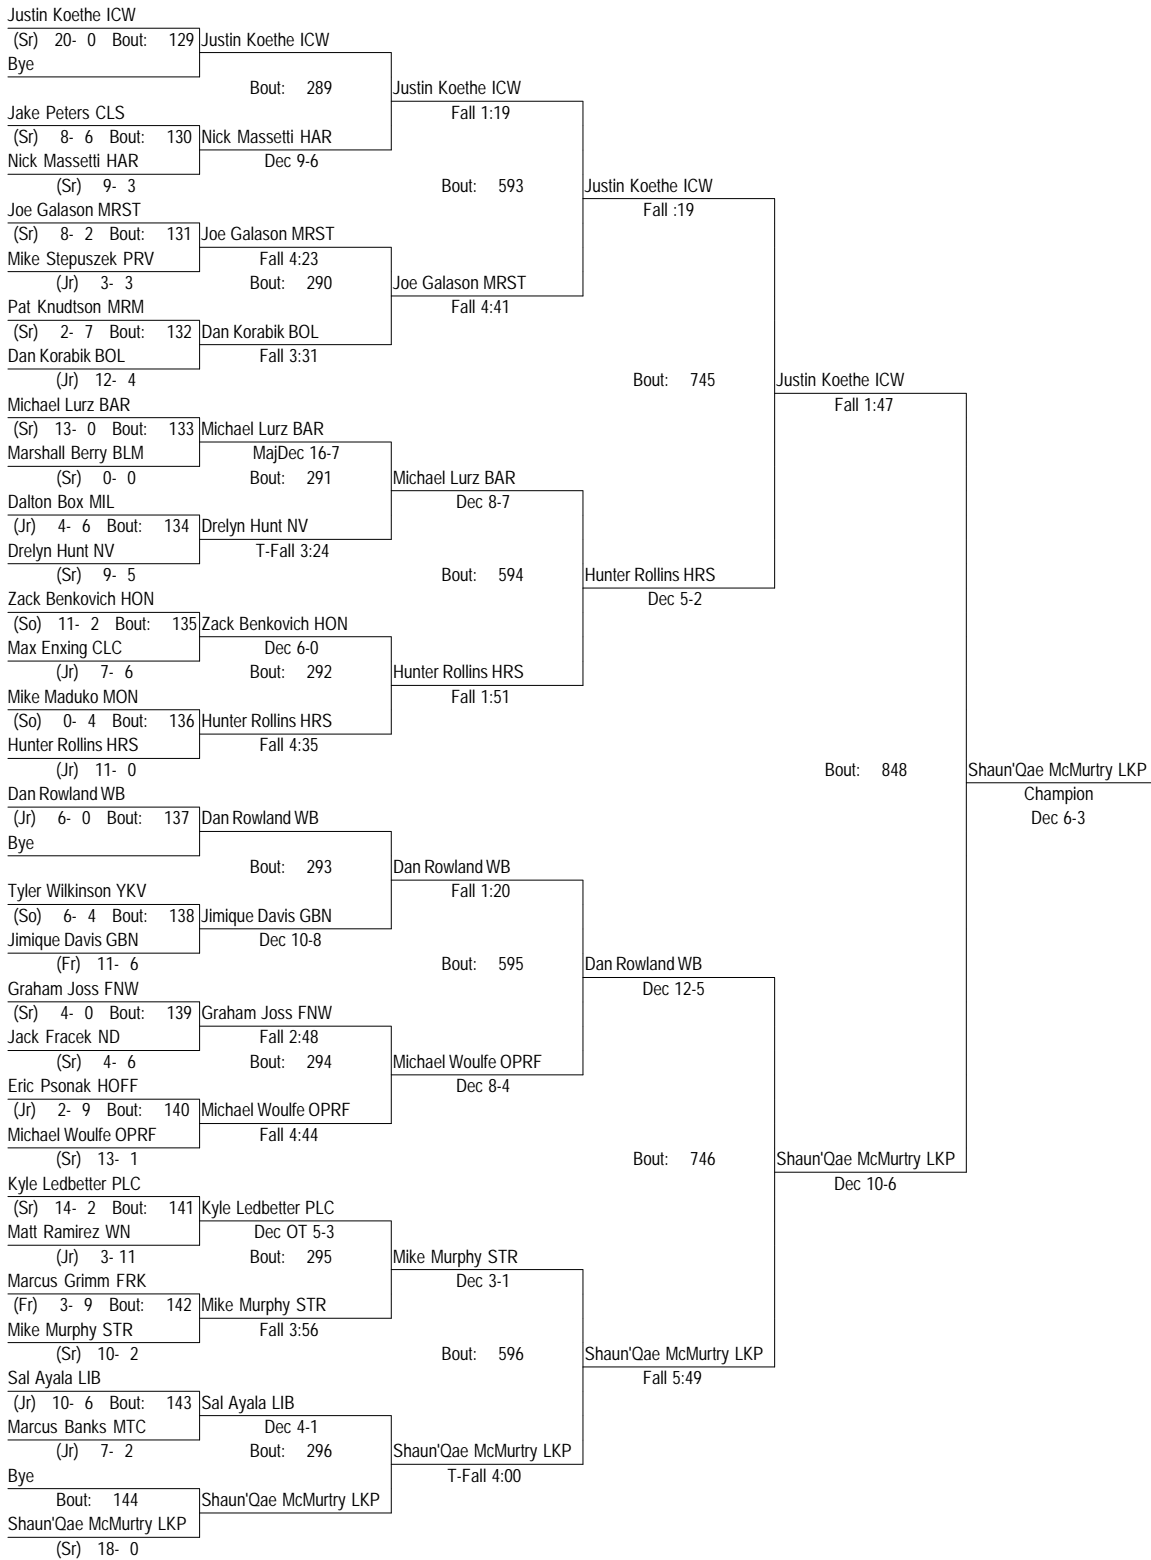 Justin Koethe ICW
(Sr) 20- 0 Bout: 129 Justin Koethe ICW
Bye
Bout: 289 Justin Koethe ICW
Jake Peters CLS Fall 1:19
(Sr) 8- 6 Bout: 130 Nick Massetti HAR
Nick Massetti HAR Dec 9-6
(Sr) 9- 3 Bout: 593 Justin Koethe ICW
Joe Galason MRST Fall :19
(Sr) 8- 2 Bout: 131 Joe Galason MRST
Mike Stepuszek PRV Fall 4:23
(Jr) 3- 3 Bout: 290 Joe Galason MRST
Pat Knudtson MRM Fall 4:41
(Sr) 2- 7 Bout: 132 Dan Korabik BOL
Dan Korabik BOL Fall 3:31
(Jr) 12- 4 Bout: 745 Justin Koethe ICW
Michael Lurz BAR Fall 1:47
(Sr) 13- 0 Bout: 133 Michael Lurz BAR
Marshall Berry BLM MajDec 16-7
(Sr) 0- 0 Bout: 291 Michael Lurz BAR
Dalton Box MIL Dec 8-7
(Jr) 4- 6 Bout: 134 Drelyn Hunt NV
Drelyn Hunt NV T-Fall 3:24
(Sr) 9- 5 Bout: 594 Hunter Rollins HRS
Zack Benkovich HON Dec 5-2
(So) 11- 2 Bout: 135 Zack Benkovich HON
Max Enxing CLC Dec 6-0
(Jr) 7- 6 Bout: 292 Hunter Rollins HRS
Mike Maduko MON Fall 1:51
(So) 0- 4 Bout: 136 Hunter Rollins HRS
Hunter Rollins HRS Fall 4:35
(Jr) 11- 0 Bout: 848 Shaun'Qae McMurtry LKP
Dan Rowland WB Champion
(Jr) 6- 0 Bout: 137 Dan Rowland WB Dec 6-3
Bye
Bout: 293 Dan Rowland WB
Tyler Wilkinson YKV Fall 1:20
(So) 6- 4 Bout: 138 Jimique Davis GBN
Jimique Davis GBN Dec 10-8
(Fr) 11- 6 Bout: 595 Dan Rowland WB
Graham Joss FNW Dec 12-5
(Sr) 4- 0 Bout: 139 Graham Joss FNW
Jack Fracek ND Fall 2:48
(Sr) 4- 6 Bout: 294 Michael Woulfe OPRF
Eric Psonak HOFF Dec 8-4
(Jr) 2- 9 Bout: 140 Michael Woulfe OPRF
Michael Woulfe OPRF Fall 4:44
(Sr) 13- 1 Bout: 746 Shaun'Qae McMurtry LKP
Kyle Ledbetter PLC Dec 10-6
(Sr) 14- 2 Bout: 141 Kyle Ledbetter PLC
Matt Ramirez WN Dec OT 5-3
(Jr) 3- 11 Bout: 295 Mike Murphy STR
Marcus Grimm FRK Dec 3-1
(Fr) 3- 9 Bout: 142 Mike Murphy STR
Mike Murphy STR Fall 3:56
(Sr) 10- 2 Bout: 596 Shaun'Qae McMurtry LKP
Sal Ayala LIB Fall 5:49
(Jr) 10- 6 Bout: 143 Sal Ayala LIB
Marcus Banks MTC Dec 4-1
(Jr) 7- 2 Bout: 296 Shaun'Qae McMurtry LKP
Bye T-Fall 4:00
Bout: 144 Shaun'Qae McMurtry LKP
Shaun'Qae McMurtry LKP
(Sr) 18- 0